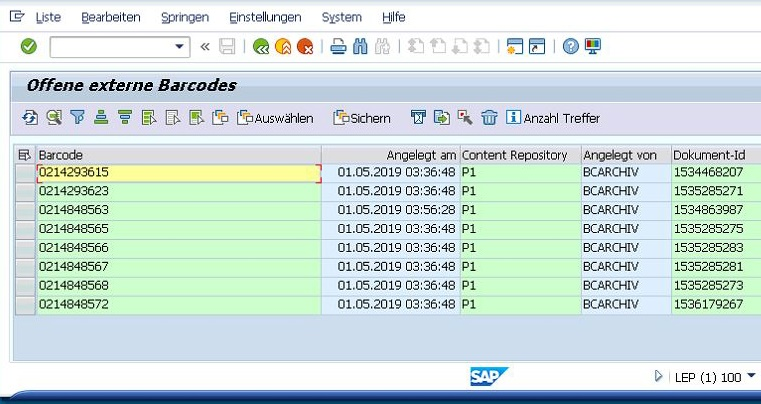 Liste Bearbeiten Springen Einstellungen System Hilfe
Offene externe Barcodes
Auswählen Sichern Anzahl Treffer
Barcode Angelegt am Content Repository Angelegt von Dokument-Id
0214293615 01.05.2019 03:36:48 P1 BCARCHIV 1534468207
0214293623 01.05.2019 03:36:48 P1 BCARCHIV 1535285271
0214848563 01.05.2019 03:56:28 P1 BCARCHIV 1534863987
0214848565 01.05.2019 03:36:48 P1 BCARCHIV 1535285275
0214848566 01.05.2019 03:36:48 P1 BCARCHIV 1535285283
0214848567 01.05.2019 03:36:48 P1 BCARCHIV 1535285281
0214848568 01.05.2019 03:36:48 P1 BCARCHIV 1535285273
0214848572 01.05.2019 03:36:48 P1 BCARCHIV 1536179267
SAP LEP (1) 100